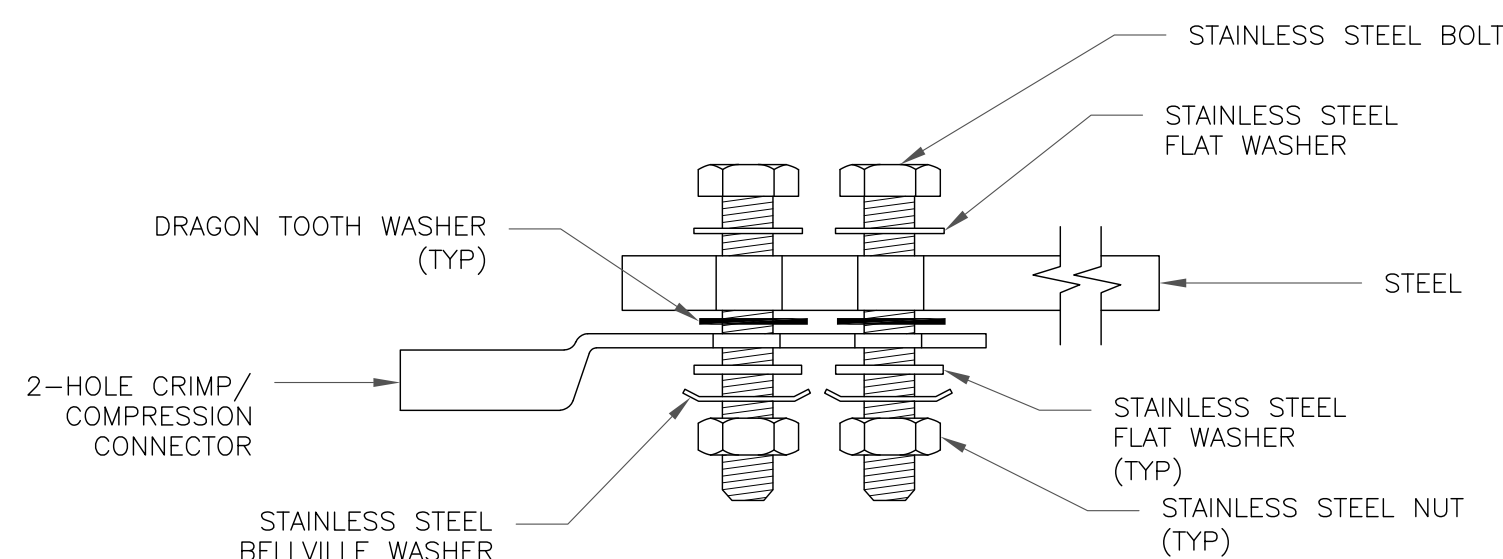 STAINLESS STEEL BOLT
STAINLESS STEEL
FLAT WASHER
DRAGON TOOTH WASHER
(TYP)
STEEL
2-HOLE CRIMP/
COMPRESSION
CONNECTOR
STAINLESS STEEL
FLAT WASHER
(TYP)
STAINLESS STEEL NUT
(TYP)
STAINLESS STEEL
BELLVILLE WASHER